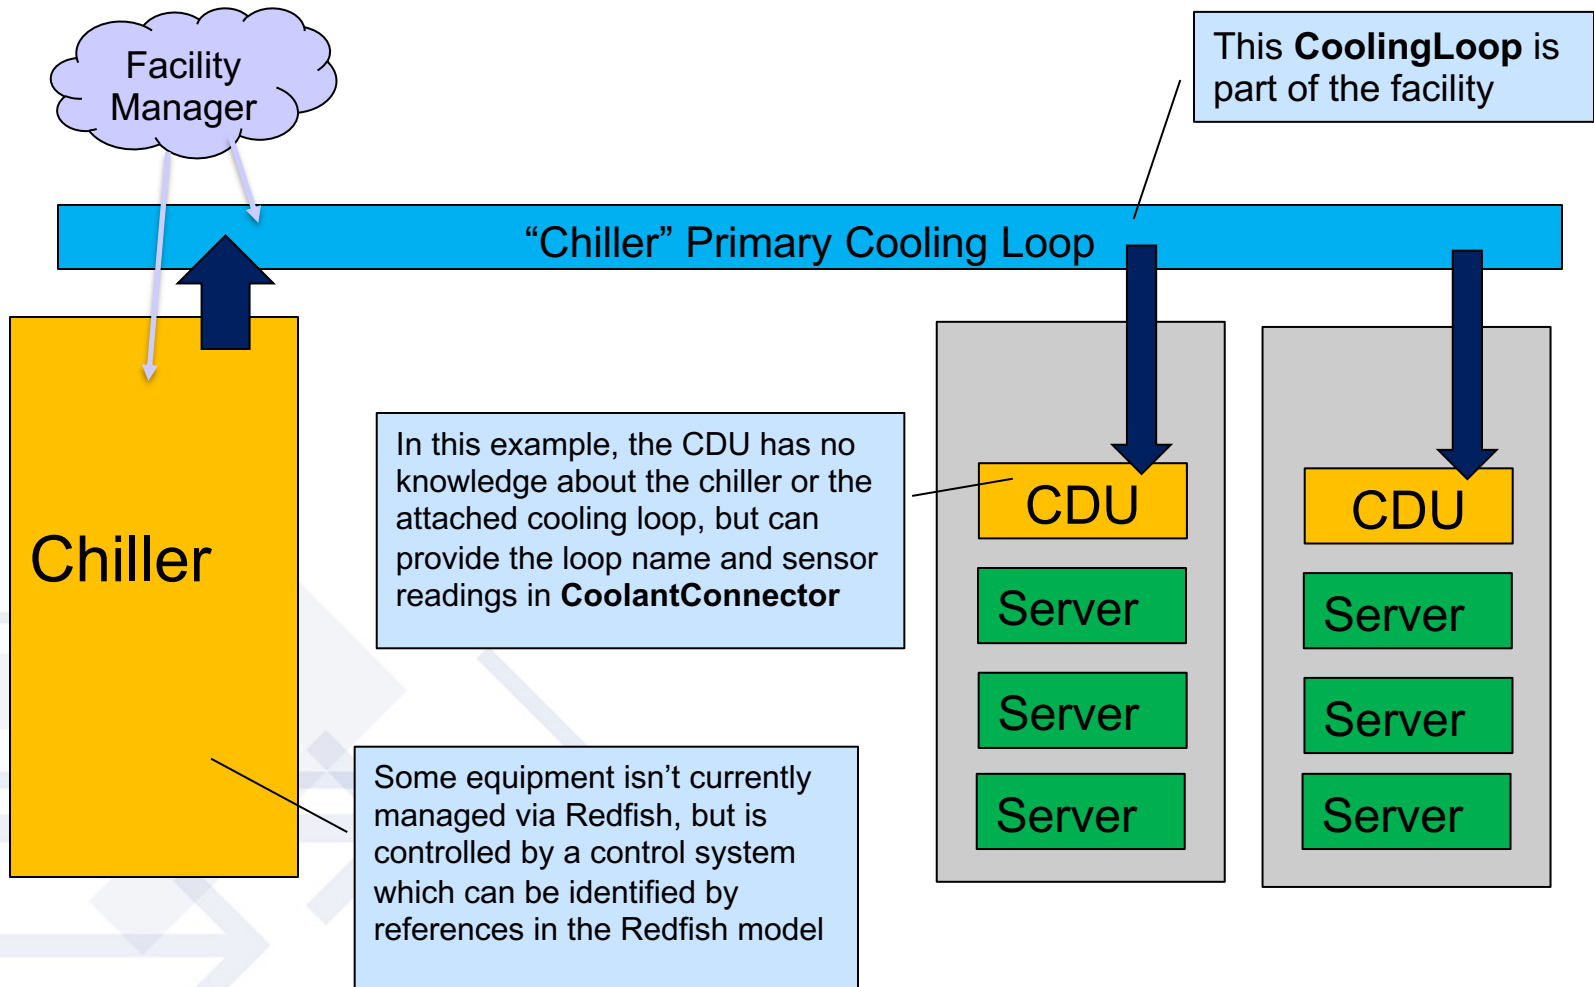 Facility
Manager
This CoolingLoop is
part of the facility
“Chiller” Primary Cooling Loop
Chiller
In this example, the CDU has no
knowledge about the chiller or the
attached cooling loop, but can
provide the loop name and sensor
readings in CoolantConnector
Some equipment isn’t currently
managed via Redfish, but is
controlled by a control system
which can be identified by
references in the Redfish model
CDU
Server
Server
Server
CDU
Server
Server
Server